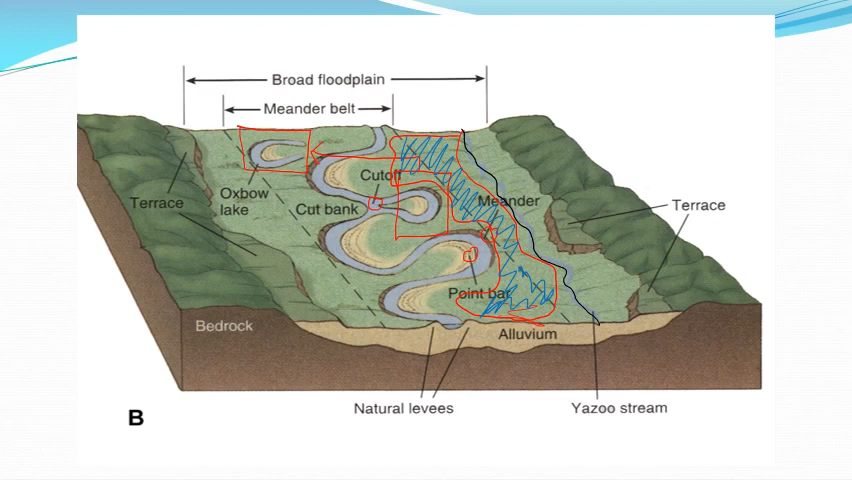 Broad floodplain
Meander belt
Cutoff
Oxbow
lake
Terrace
Cut bank
Meander
Terrace
Point bar
Bedrock
Alluvium
Natural levees
Yazoo stream
B